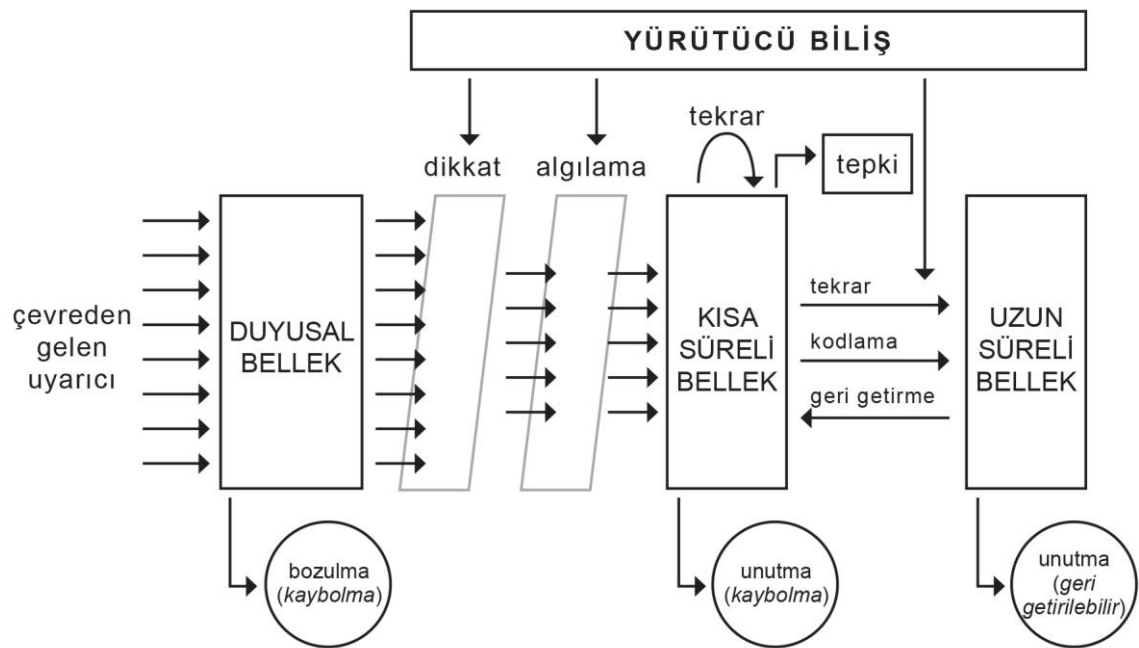 YÜRÜTÜCÜ BİLİŞ
tekrar
dikkat
algılama
tepki
çevreden
gelen
uyarıcı
DUYUSAL
BELLEK
KISA
SÜRELİ
BELLEK
tekrar
kodlama
geri getirme
UZUN
SÜRELİ
BELLEK
bozulma
(kaybolma)
unutma
(kaybolma)
unutma
(geri
getirilebilir)